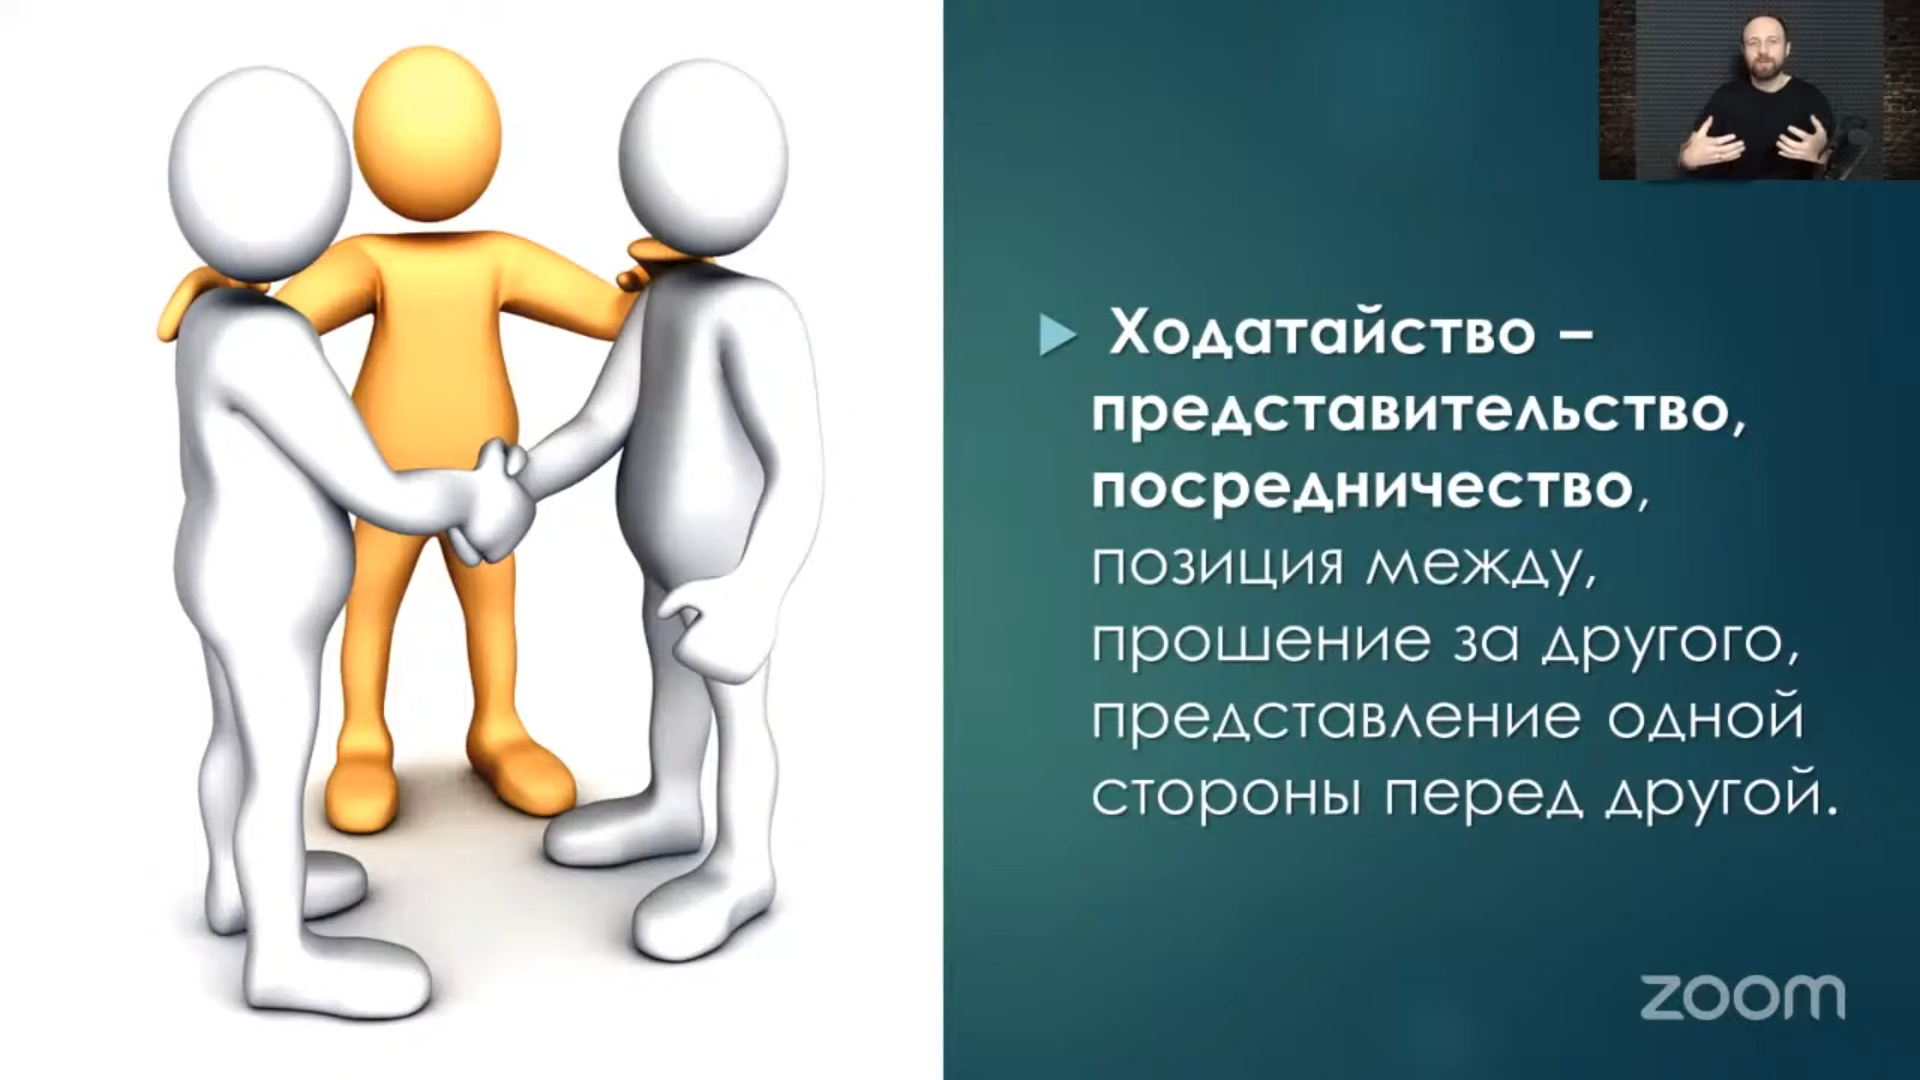 Ходатайство –
представительство,
посредничество,
позиция между,
прошение за другого,
представление одной
стороны перед другой.
zoom